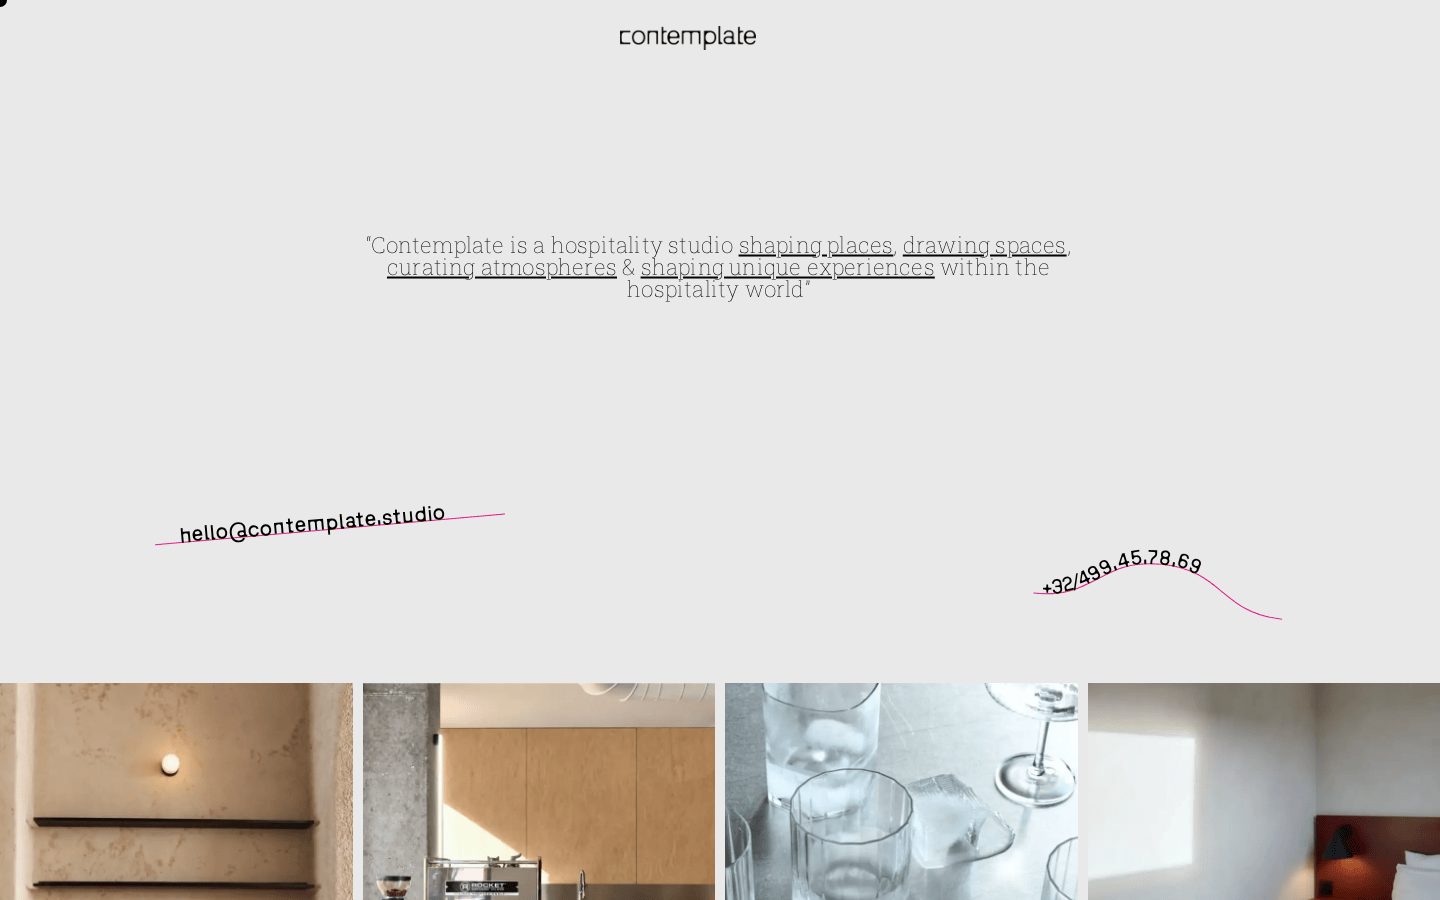 contemplate
“Contemplate is a hospitality studio shaping places, drawing spaces,
curating atmospheres & shaping unique experiences within the
hospitality world”
hello@contemplate.studio
+32/499.45.78.69
ROCKET